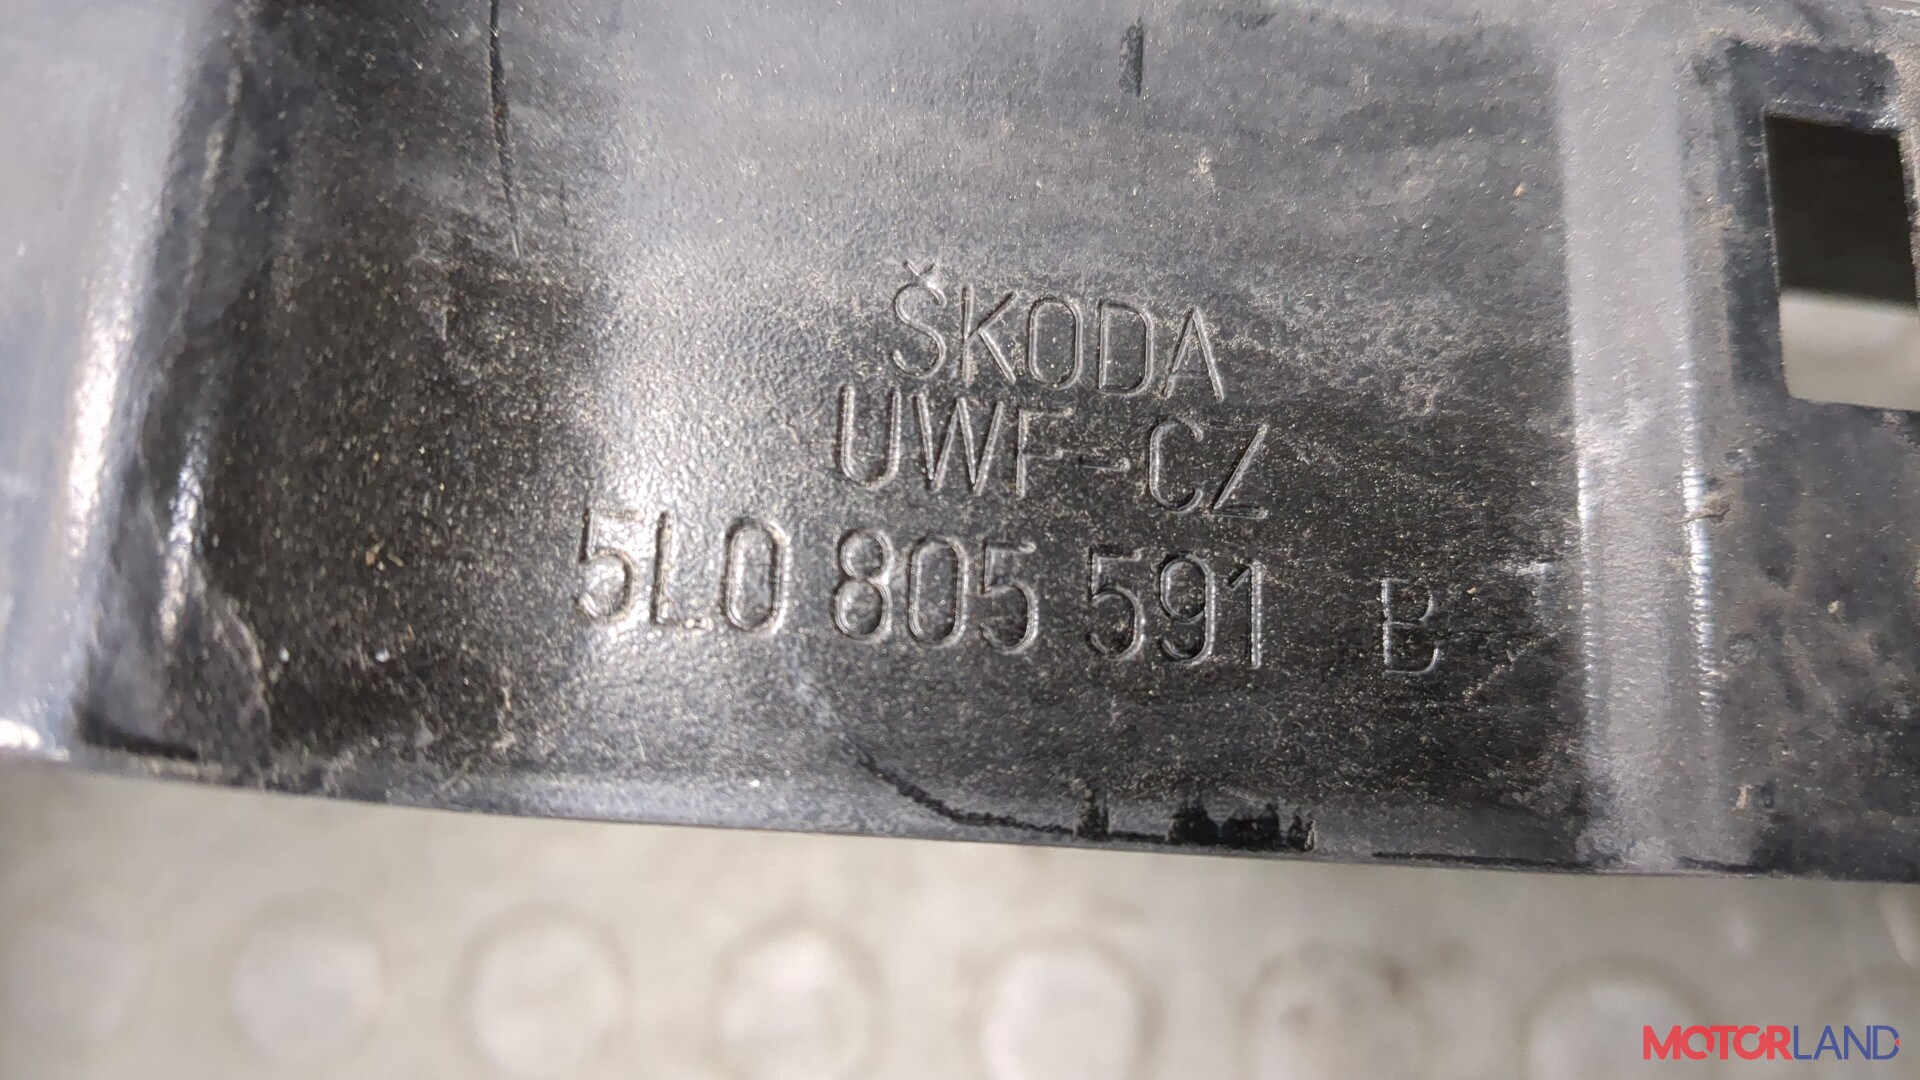 ŠKODA
UWF-CZ
5L0 805 591 B
MOTORLAND